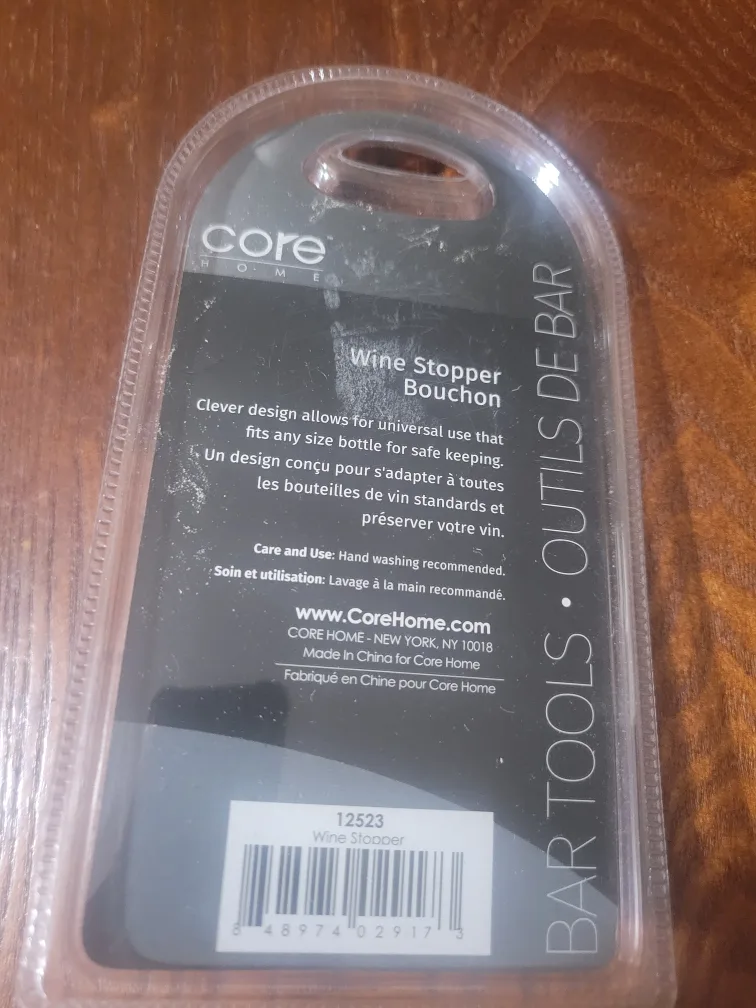 core™
HOME
Wine Stopper
Bouchon
Clever design allows for universal use that
fits any size bottle for safe keeping.
Un design conçu pour s'adapter à toutes
les bouteilles de vin standards et
préserver votre vin.
Care and Use: Hand washing recommended.
Soin et utilisation: Lavage à la main recommandé.
www.CoreHome.com
CORE HOME - NEW YORK, NY 10018
Made In China for Core Home
Fabriqué en Chine pour Core Home
BAR TOOLS • OUTILS DE BAR
12523
Wine Stopper
8 48974 02917 3